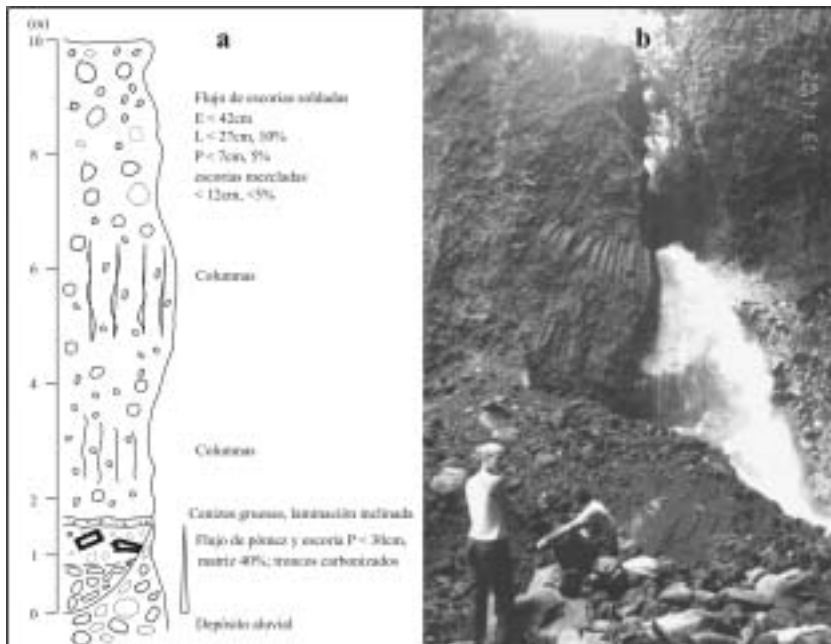 (m)
a
b
10
8
6
4
2
1
0
Flujo de escorias soldadas
E < 42cm
L < 27cm, 10%
P < 7cm, 5%
escorias mezcladas
< 12cm, <5%
Columnas
Columnas
Cenizas gruesas, laminación inclinada
Flujo de pómez y escoria P < 30cm,
matriz 40%; troncos carbonizados
Depósito aluvial